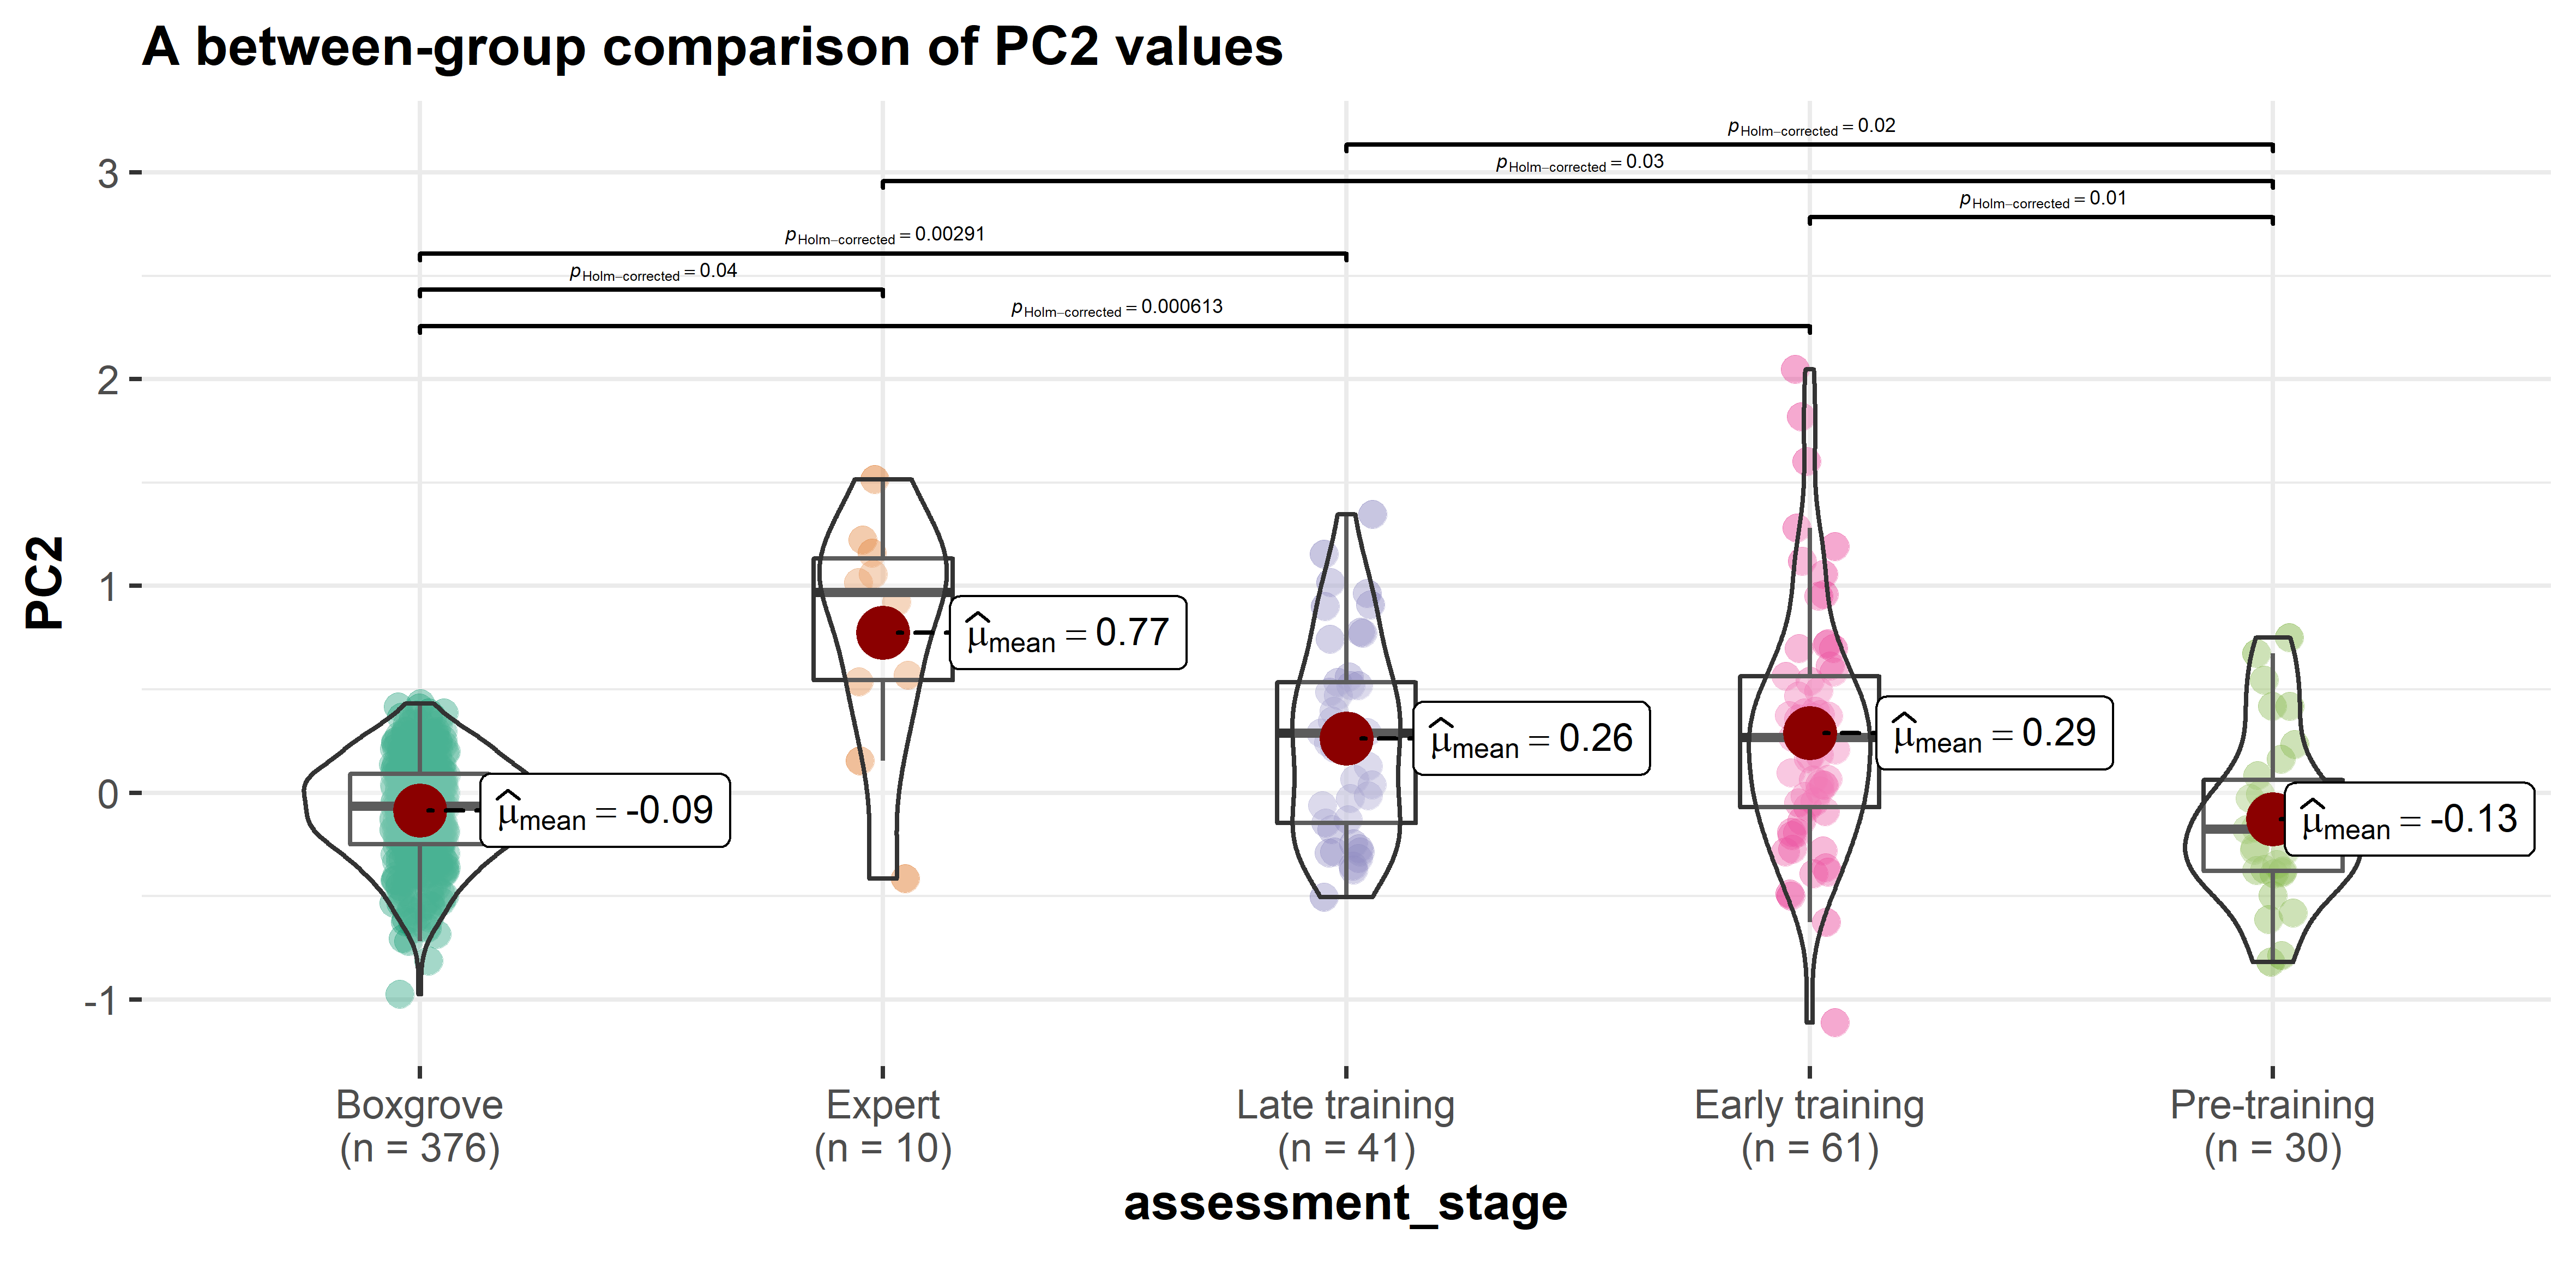 A between-group comparison of PC2 values
pHolm−corrected = 0.02
pHolm−corrected = 0.03
pHolm−corrected = 0.01
pHolm−corrected = 0.00291
pHolm−corrected = 0.04
pHolm−corrected = 0.000613
PC2
3
2
1
0
-1
μ̂mean = -0.09
μ̂mean = 0.77
μ̂mean = 0.26
μ̂mean = 0.29
μ̂mean = -0.13
Boxgrove
(n = 376)
Expert
(n = 10)
Late training
(n = 41)
Early training
(n = 61)
Pre-training
(n = 30)
assessment_stage